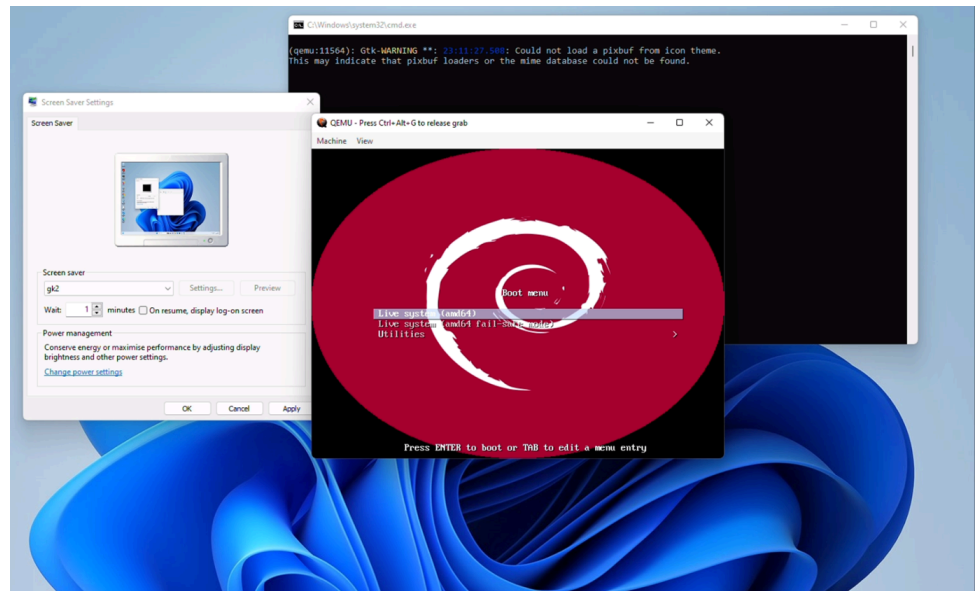 C:\Windows\system32\cmd.exe
(qemu:11564): Gtk-WARNING **: 23:11:27.508: Could not load a pixbuf from icon theme.
This may indicate that pixbuf loaders or the mime database could not be found.
Screen Saver Settings
Screen Saver
Screen saver
gk2
Settings...
Preview
Wait:
1
minutes
On resume, display log-on screen
Power management
Conserve energy or maximise performance by adjusting display
brightness and other power settings.
Change power settings
OK
Cancel
Apply
QEMU - Press Ctrl+Alt+G to release grab
Machine View
Boot menu
Live system (amd64)
Live system (amd64 fail-safe mode)
Utilities >
Press ENTER to boot or TAB to edit a menu entry